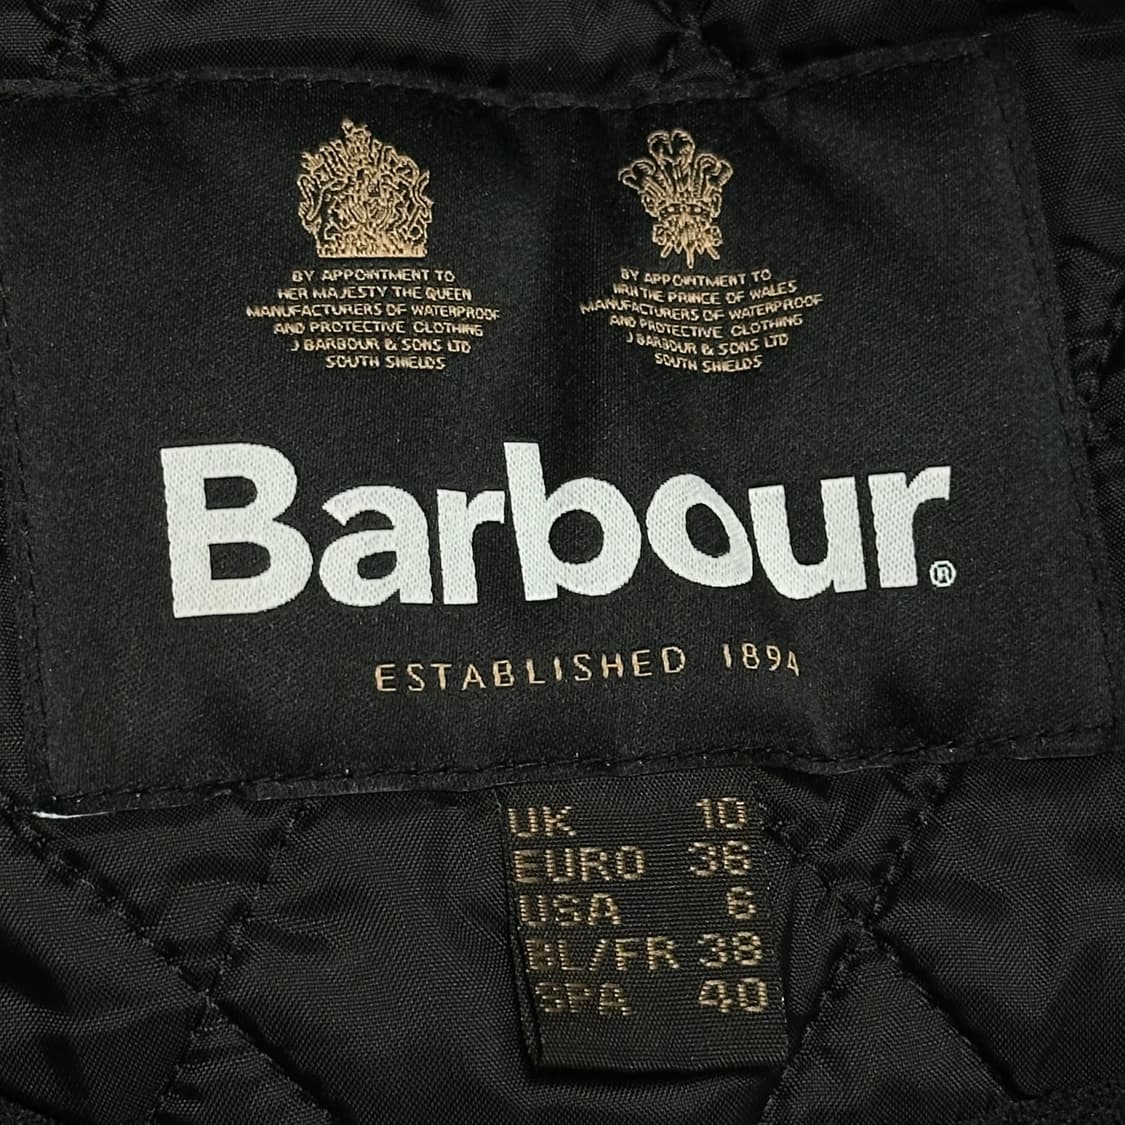 BY APPOINTMENT TO
HER MAJESTY THE QUEEN
MANUFACTURERS OF WATERPROOF
AND PROTECTIVE CLOTHING
J BARBOUR & SONS LTD
SOUTH SHIELDS
BY APPOINTMENT TO
HRH THE PRINCE OF WALES
MANUFACTURERS OF WATERPROOF
AND PROTECTIVE CLOTHING
J BARBOUR & SONS LTD
SOUTH SHIELDS
Barbour®
ESTABLISHED 1894
UK 10
EURO 36
USA 6
BL/FR 38
SPA 40